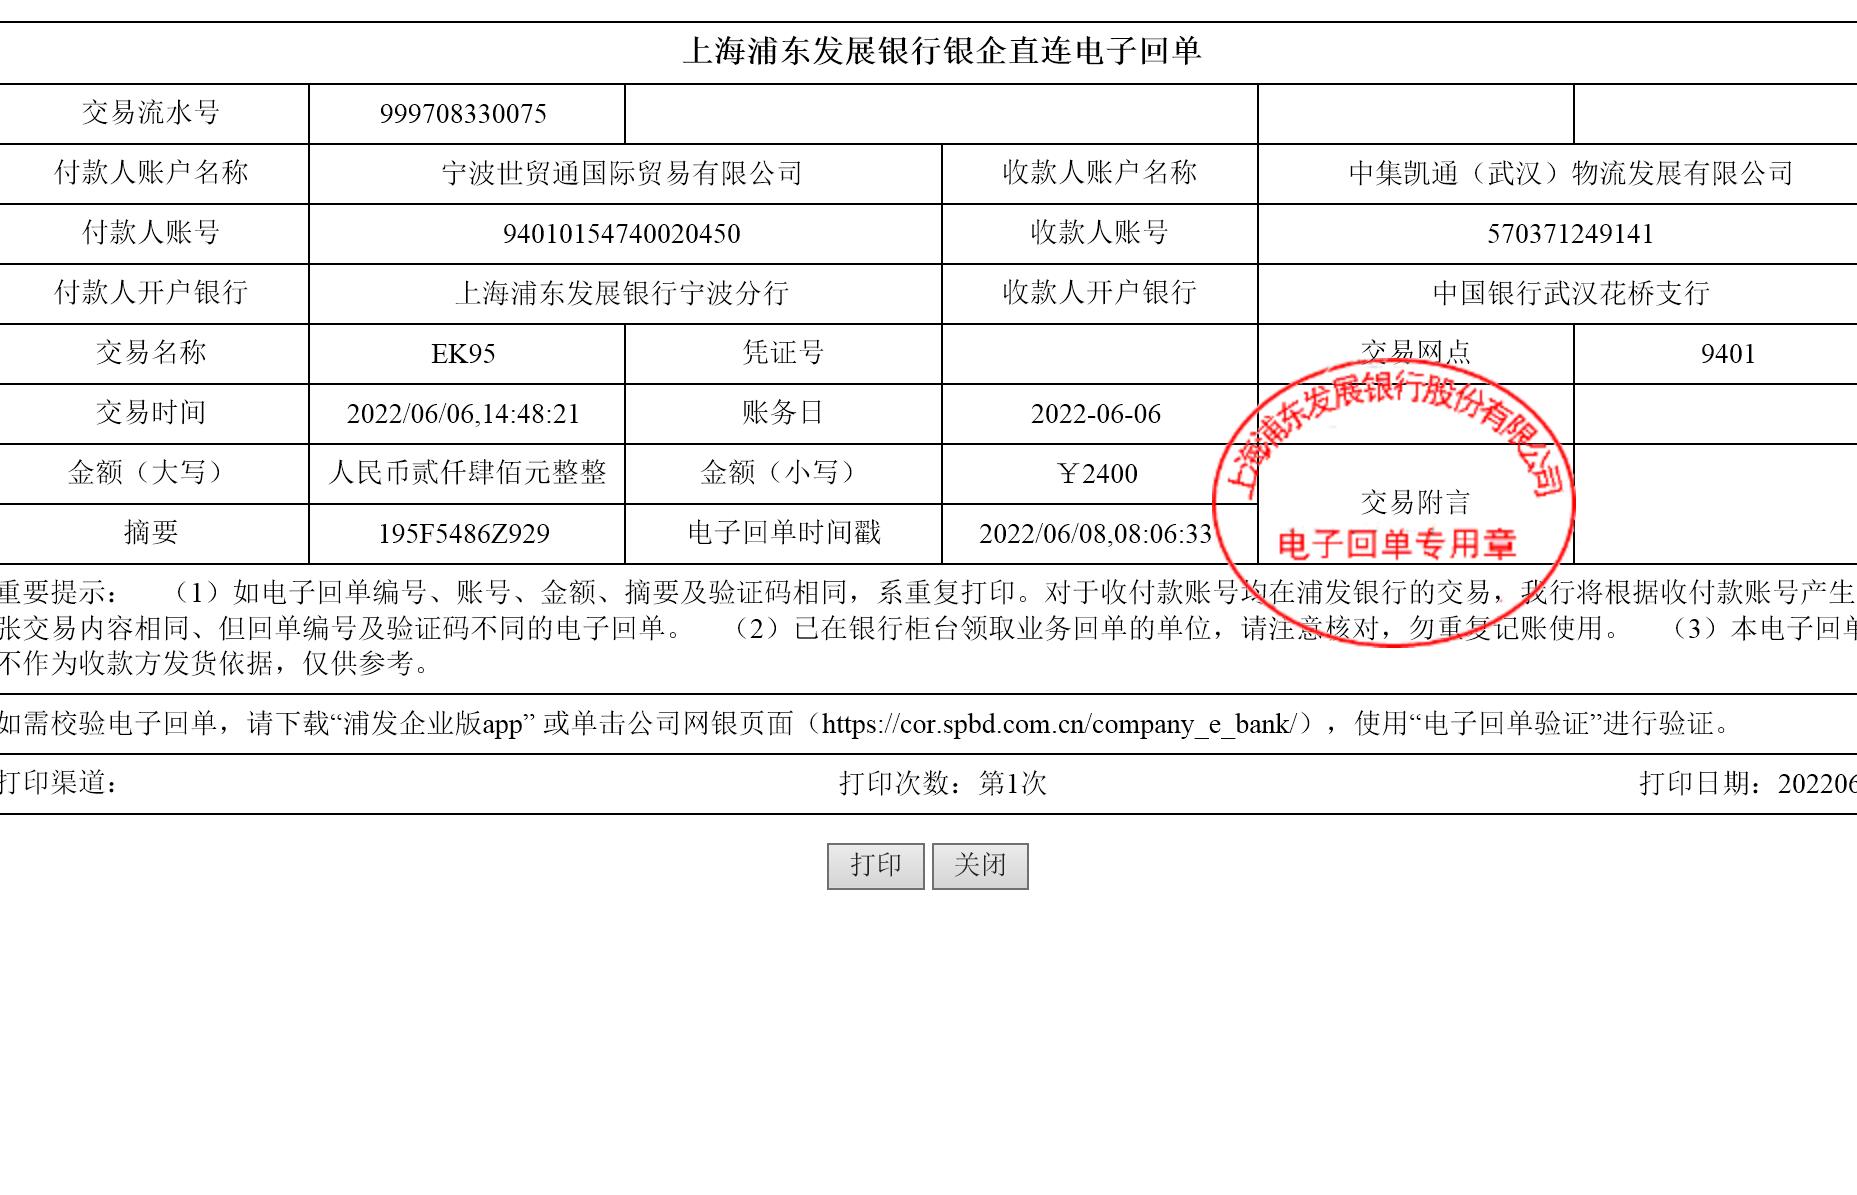 上海浦东发展银行银企直连电子回单
交易流水号 999708330075
付款人账户名称 宁波世贸通国际贸易有限公司 收款人账户名称 中集凯通（武汉）物流发展有限公司
付款人账号 94010154740020450 收款人账号 570371249141
付款人开户银行 上海浦东发展银行宁波分行 收款人开户银行 中国银行武汉花桥支行
交易名称 EK95 凭证号 交易网点 9401
交易时间 2022/06/06,14:48:21 账务日 2022-06-06
金额（大写） 人民币贰仟肆佰元整整 金额（小写） ￥2400
交易附言
摘要 195F5486Z929 电子回单时间戳 2022/06/08,08:06:33
上海浦东发展银行股份有限公司
电子回单专用章
重要提示： （1）如电子回单编号、账号、金额、摘要及验证码相同，系重复打印。对于收付款账号均在浦发银行的交易，我行将根据收付款账号产生
张交易内容相同、但回单编号及验证码不同的电子回单。 （2）已在银行柜台领取业务回单的单位，请注意核对，勿重复记账使用。 （3）本电子回单
不作为收款方发货依据，仅供参考。
如需校验电子回单，请下载“浦发企业版app” 或单击公司网银页面（https://cor.spbd.com.cn/company_e_bank/），使用“电子回单验证”进行验证。
打印渠道： 打印次数：第1次 打印日期：202206
打印 关闭